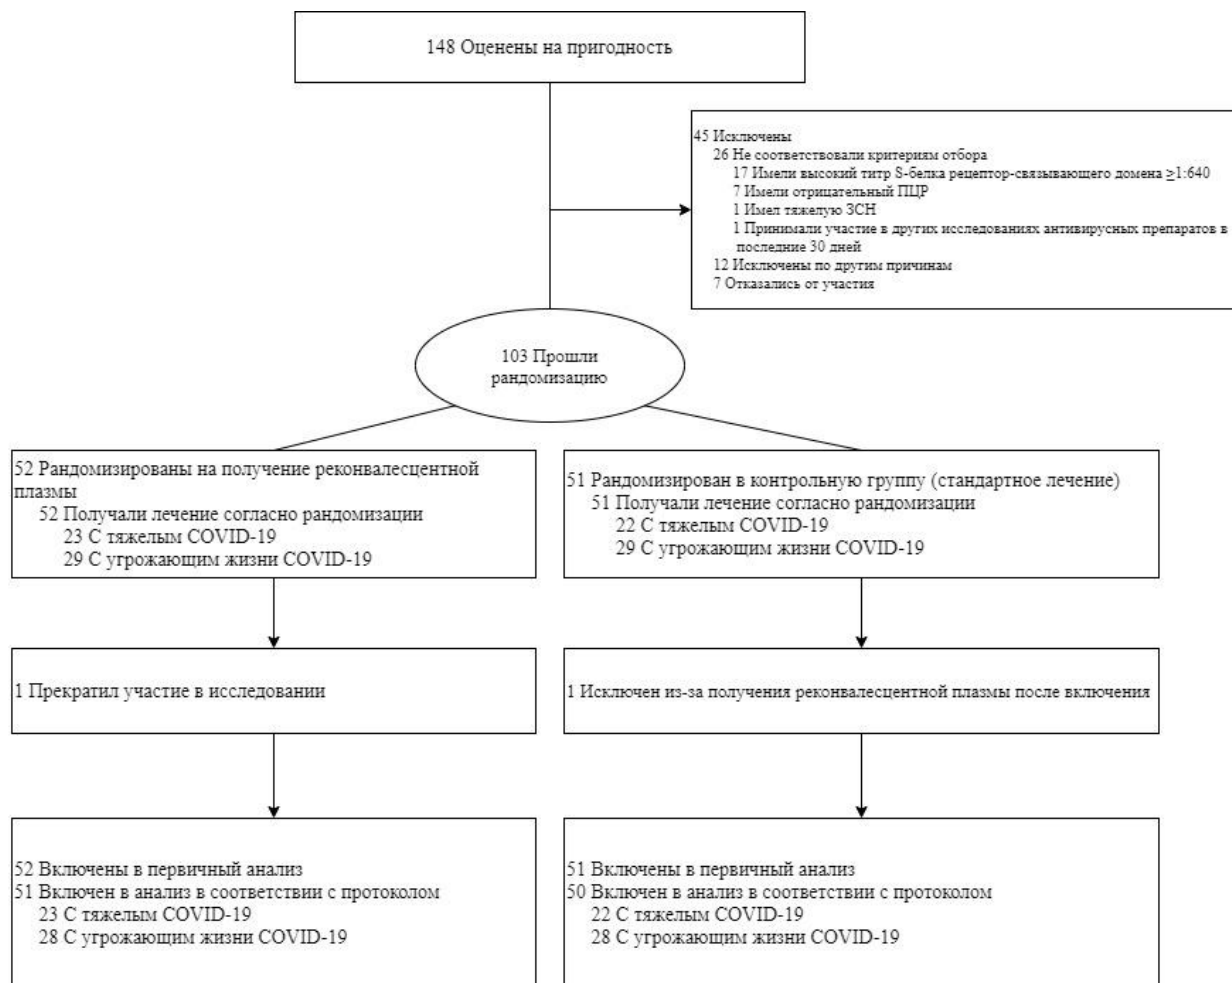 148 Оценены на пригодность
45 Исключены
26 Не соответствовали критериям отбора
17 Имели высокий титр S-белка рецептор-связывающего домена ≥1:640
7 Имели отрицательный ПЦР
1 Имел тяжелую ЗСН
1 Принимали участие в других исследованиях антивирусных препаратов в
последние 30 дней
12 Исключены по другим причинам
7 Отказались от участия
103 Прошли
рандомизацию
52 Рандомизированы на получение реконвалесцентной
плазмы
52 Получали лечение согласно рандомизации
23 С тяжелым COVID-19
29 С угрожающим жизни COVID-19
51 Рандомизирован в контрольную группу (стандартное лечение)
51 Получали лечение согласно рандомизации
22 С тяжелым COVID-19
29 С угрожающим жизни COVID-19
1 Прекратил участие в исследовании
1 Исключен из-за получения реконвалесцентной плазмы после включения
52 Включены в первичный анализ
51 Включен в анализ в соответствии с протоколом
23 С тяжелым COVID-19
28 С угрожающим жизни COVID-19
51 Включены в первичный анализ
50 Включен в анализ в соответствии с протоколом
22 С тяжелым COVID-19
28 С угрожающим жизни COVID-19